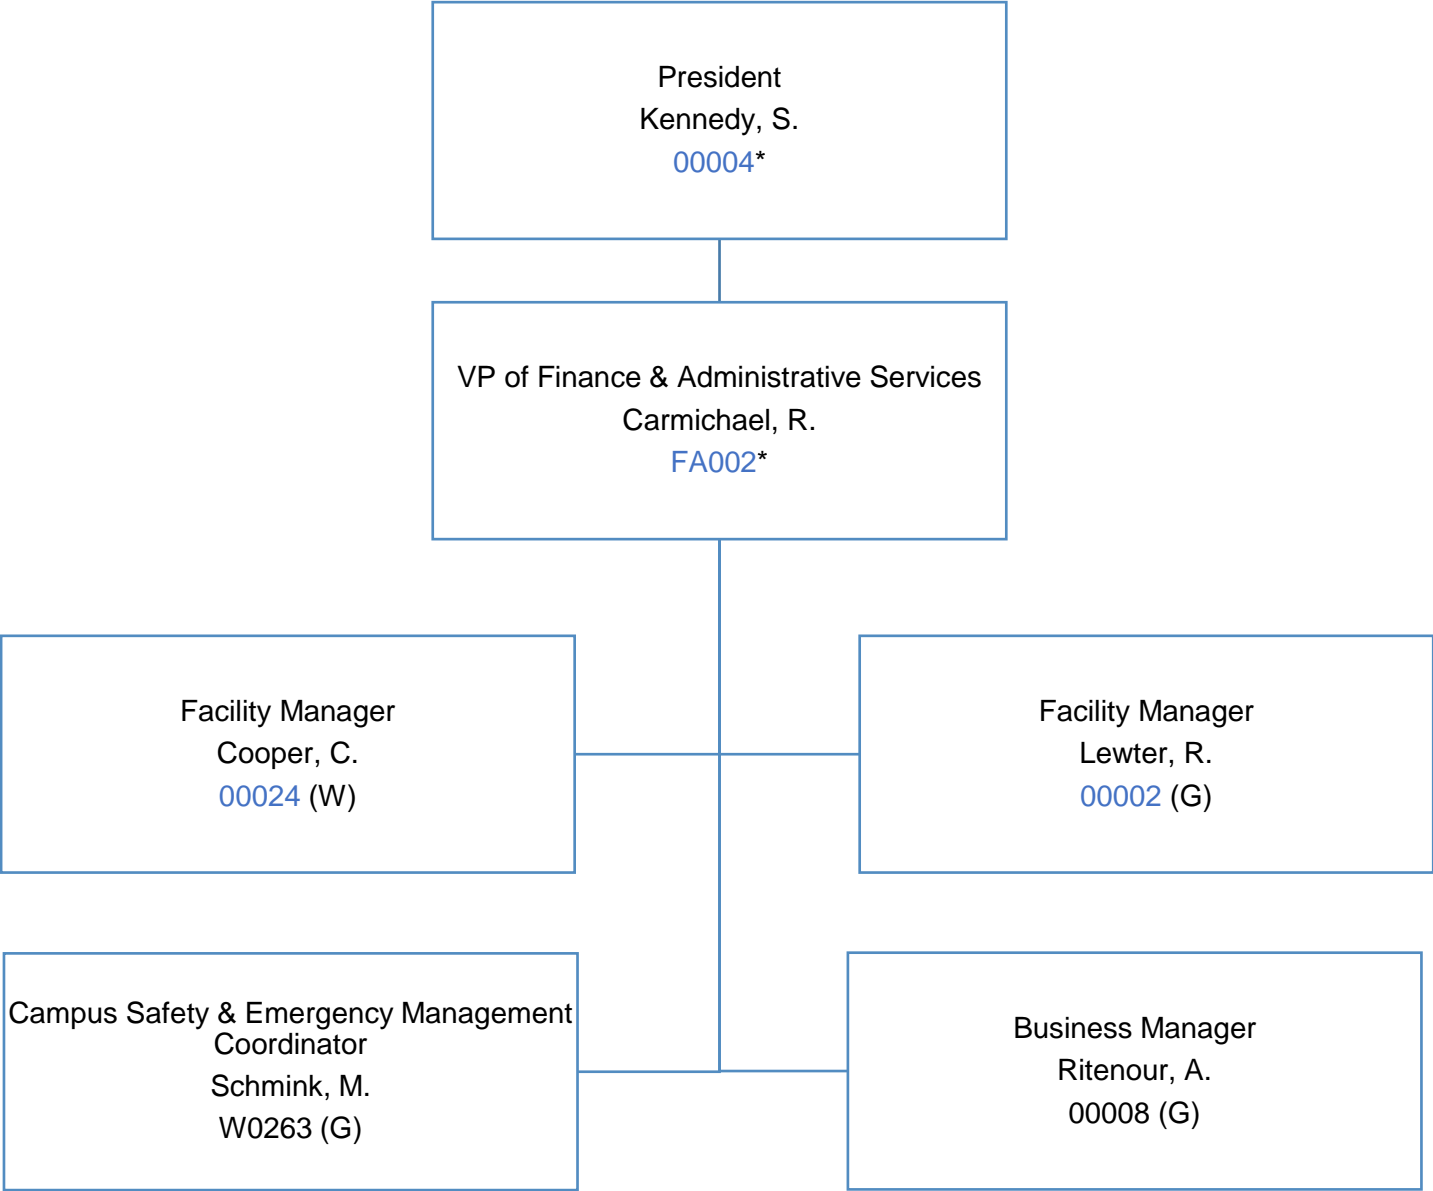 President
Kennedy, S.
00004*
VP of Finance & Administrative Services
Carmichael, R.
FA002*
Facility Manager
Cooper, C.
00024 (W)
Facility Manager
Lewter, R.
00002 (G)
Campus Safety & Emergency Management
Coordinator
Schmink, M.
W0263 (G)
Business Manager
Ritenour, A.
00008 (G)